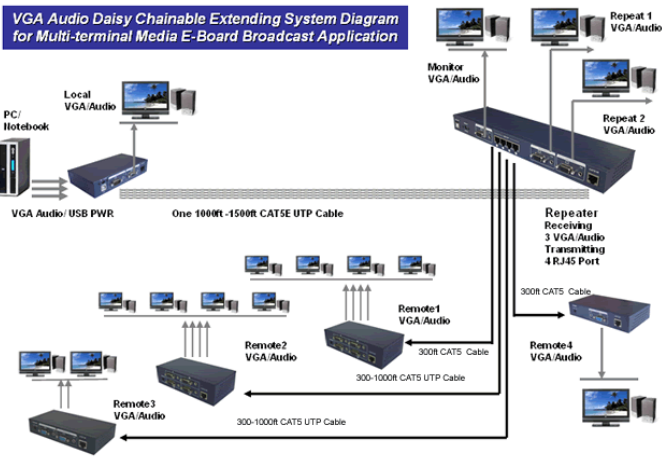 VGA Audio Daisy Chainable Extending System Diagram
for Multi-terminal Media E-Board Broadcast Application
Repeat 1
VGA/Audio
Monitor
VGA/Audio
Repeat 2
VGA/Audio
Local
VGA/Audio
PC/
Notebook
VGA Audio/ USB PWR
One 1000ft -1500ft CAT5E UTP Cable
Repeater
Receiving
3 VGA/Audio
Transmitting
4 RJ45 Port
300ft CAT5 Cable
Remote1
VGA/Audio
300ft CAT5 Cable
Remote2
VGA/Audio
Remote4
VGA/Audio
300-1000ft CAT5 UTP Cable
Remote3
VGA/Audio
300-1000ft CAT5 UTP Cable